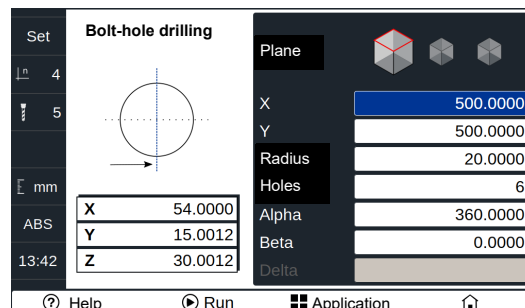 Set
n 4
5
mm
ABS
13:42
Bolt-hole drilling
X 54.0000
Y 15.0012
Z 30.0012
Plane
X 500.0000
Y 500.0000
Radius 20.0000
Holes 6
Alpha 360.0000
Beta 0.0000
Delta
? Help
Run
Application